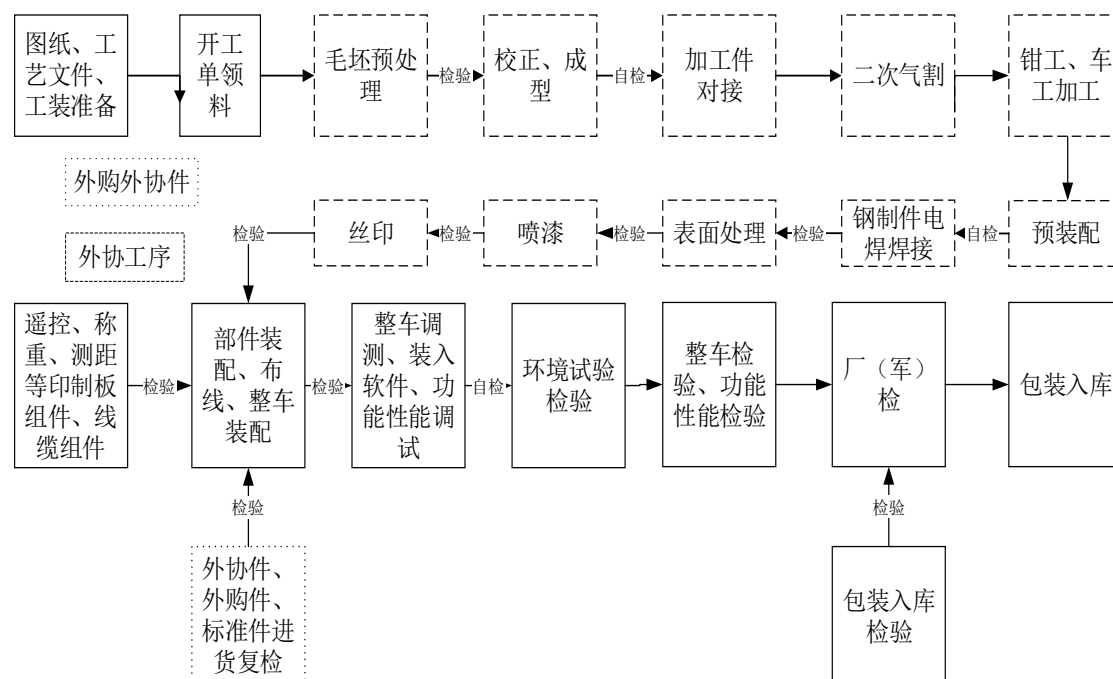 图纸、工
艺文件、
工装准备
开工
单领
料
毛坯预处
理
检验
校正、成
型
自检
加工件
对接
二次气割
钳工、车
工加工
外购外协件
外协工序
检验
丝印
检验
喷漆
检验
表面处理
检验
钢制件电
焊焊接
自检
预装配
遥控、称
重、测距
等印制板
组件、线
缆组件
检验
部件装
配、布
线、整车
装配
检验
整车调
测、装入
软件、功
能性能调
试
自检
环境试验
检验
整车检
验、功能
性能检验
厂（军）
检
包装入库
检验
检验
外协件、
外购件、
标准件进
货复检
包装入库
检验